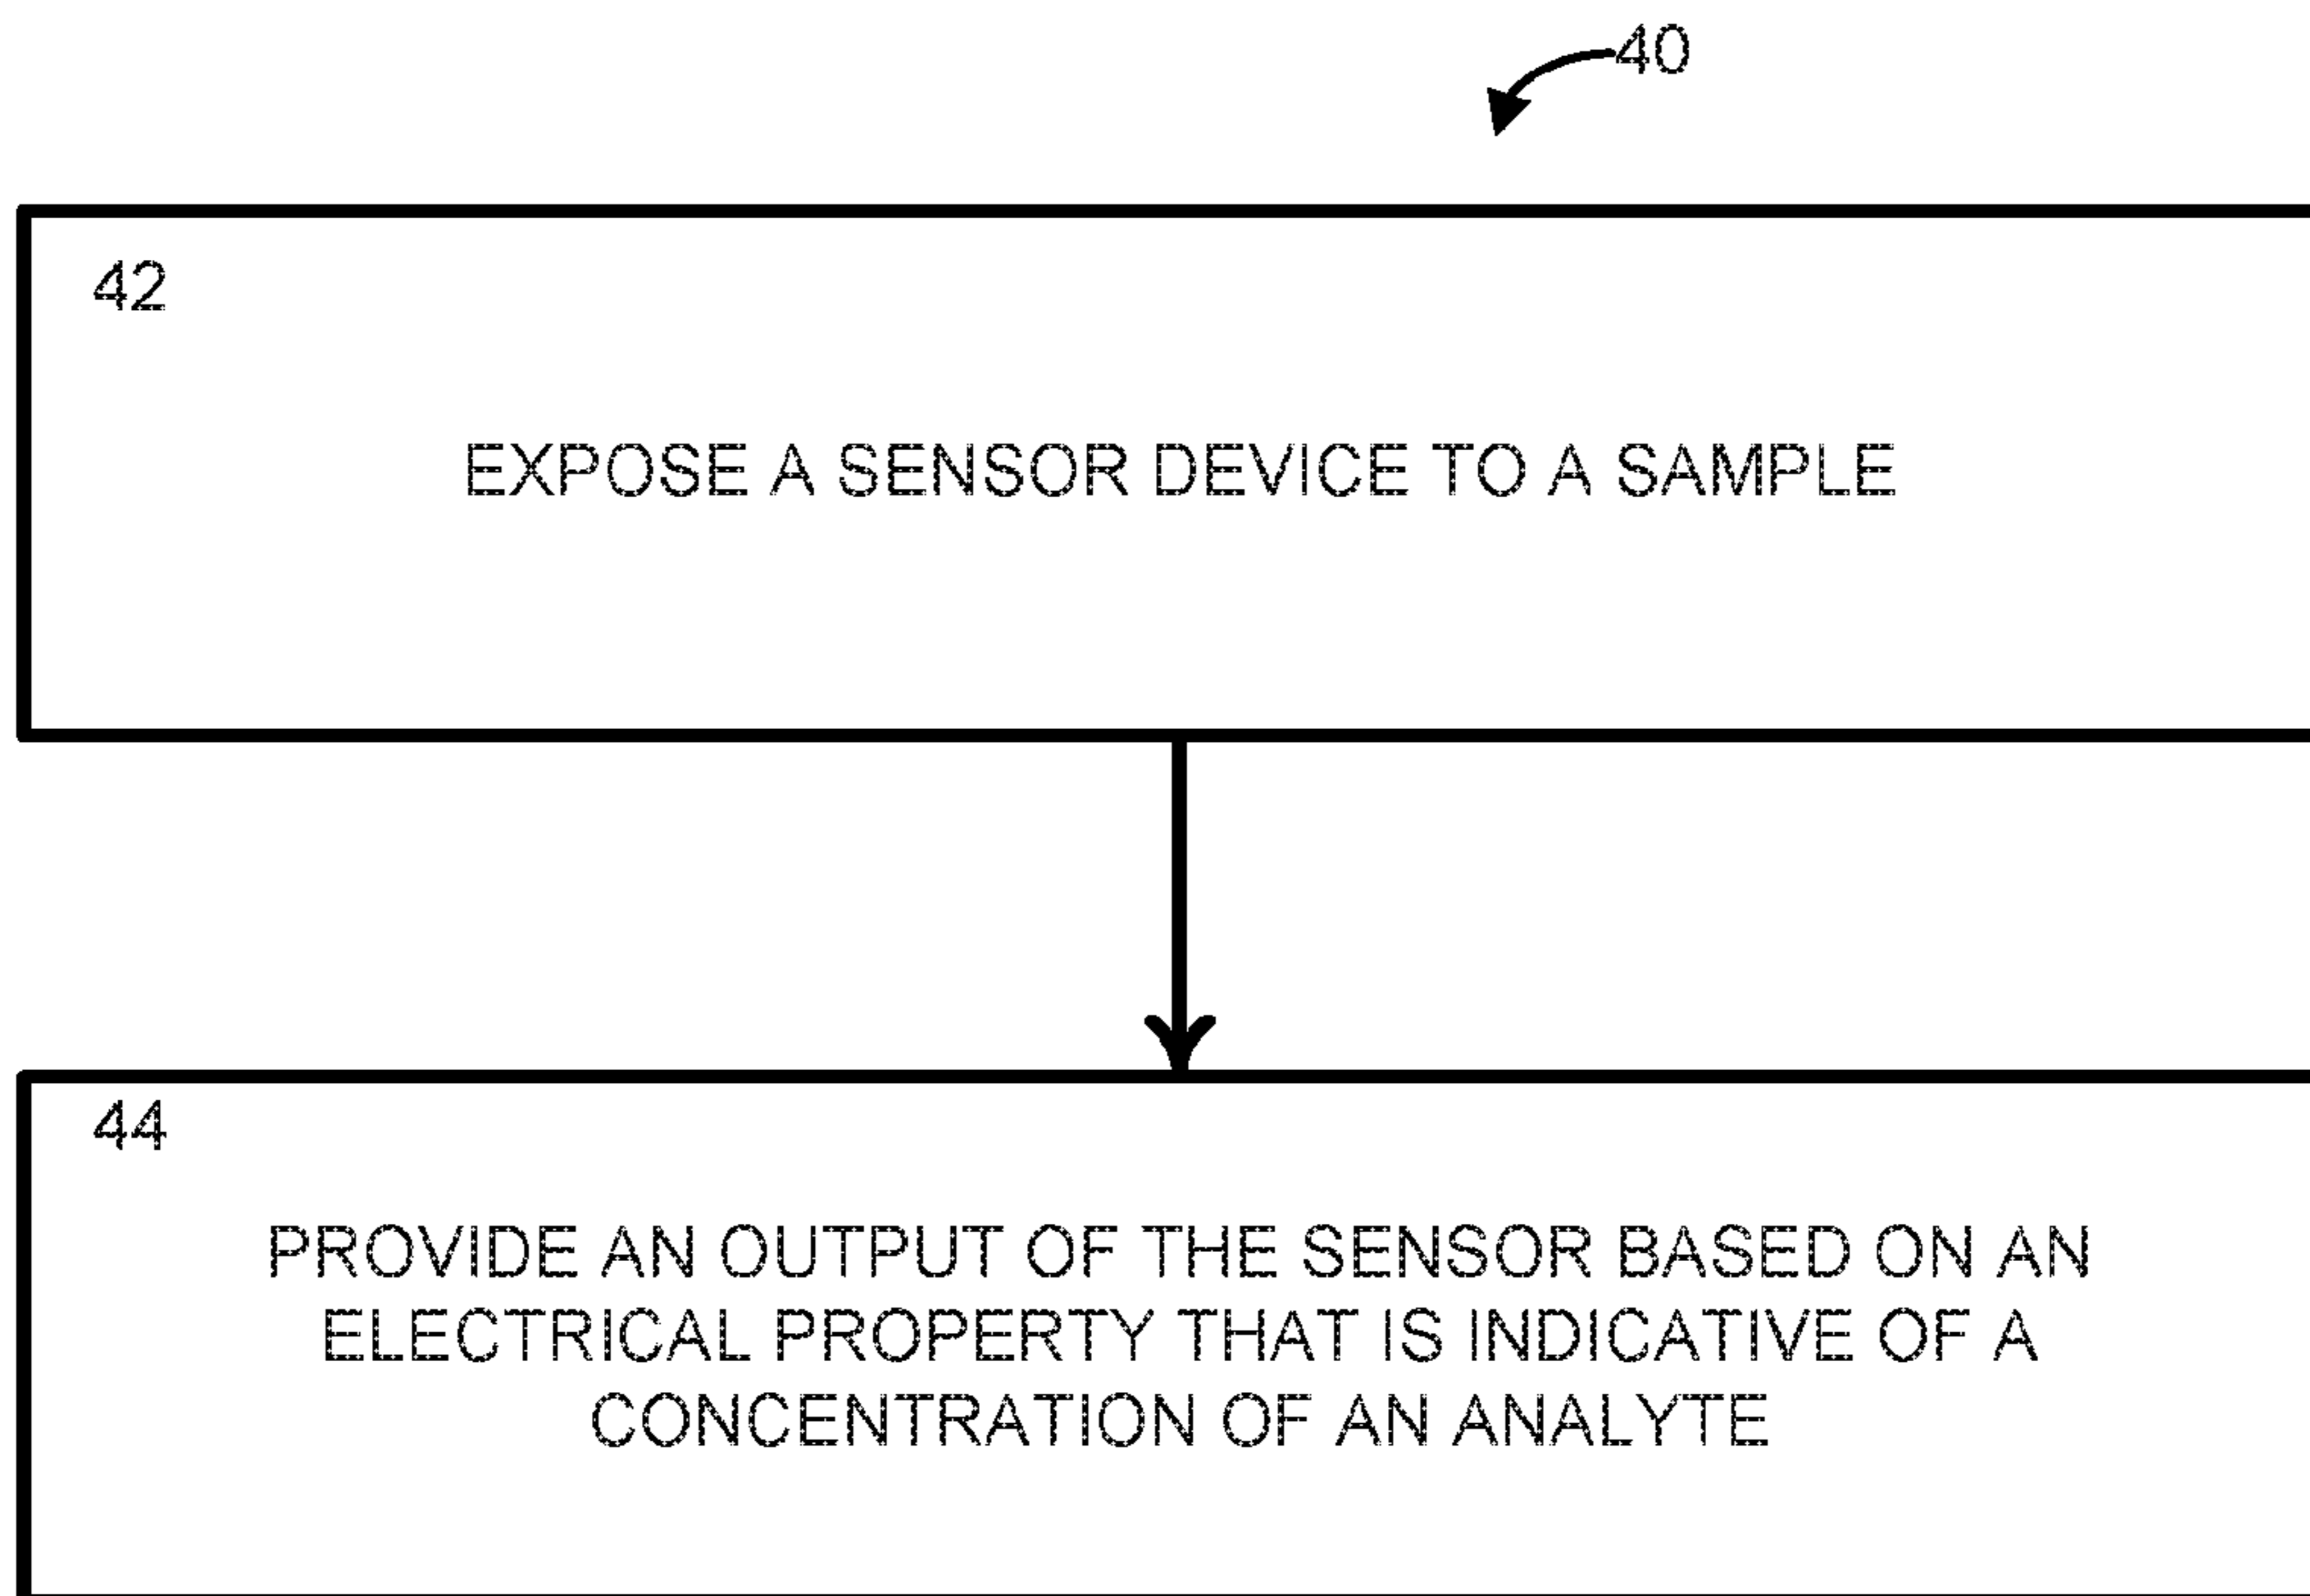 40
42
EXPOSE A SENSOR DEVICE TO A SAMPLE
44
PROVIDE AN OUTPUT OF THE SENSOR BASED ON AN
ELECTRICAL PROPERTY THAT IS INDICATIVE OF A
CONCENTRATION OF AN ANALYTE